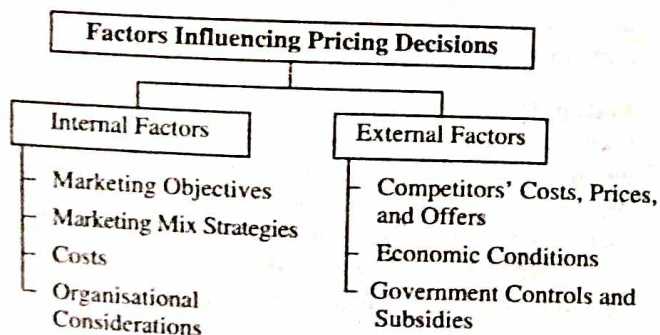 Factors Influencing Pricing Decisions
Internal Factors
Marketing Objectives
Marketing Mix Strategies
Costs
Organisational
Considerations
External Factors
Competitors' Costs, Prices,
and Offers
Economic Conditions
Government Controls and
Subsidies